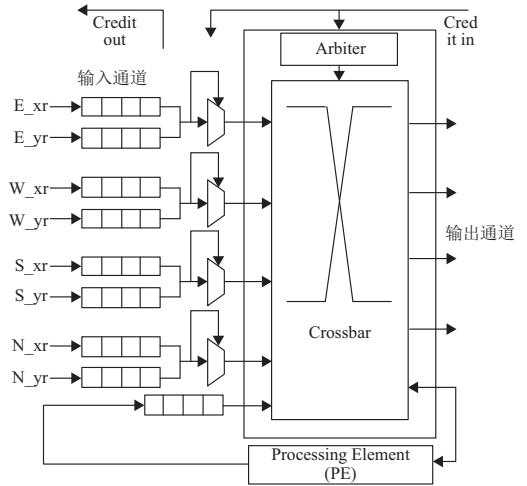 Credit
out
Cred
it in
Arbiter
输入通道
E_xr
E_yr
W_xr
W_yr
S_xr
S_yr
输出通道
N_xr
N_yr
Crossbar
Processing Element
(PE)